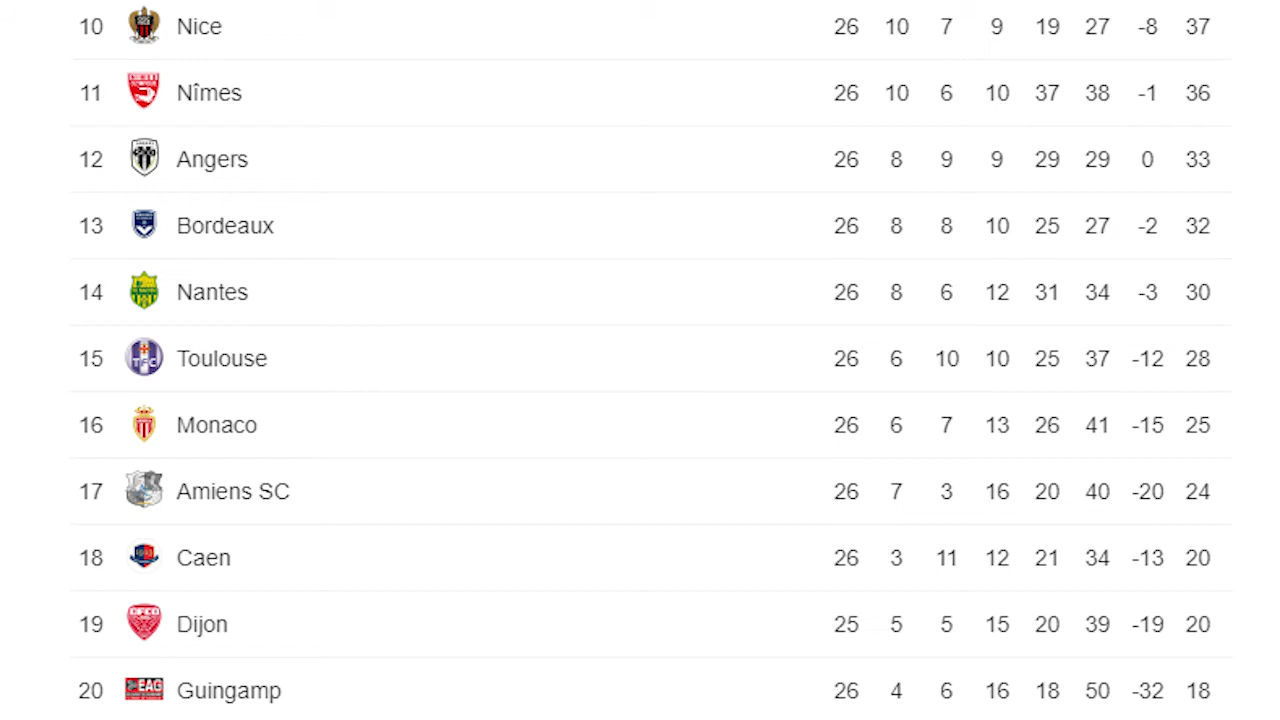 10 Nice 26 10 7 9 19 27 -8 37
11 Nîmes 26 10 6 10 37 38 -1 36
12 Angers 26 8 9 9 29 29 0 33
13 Bordeaux 26 8 8 10 25 27 -2 32
14 Nantes 26 8 6 12 31 34 -3 30
15 TFC Toulouse 26 6 10 10 25 37 -12 28
16 Monaco 26 6 7 13 26 41 -15 25
17 Amiens SC 26 7 3 16 20 40 -20 24
18 Caen 26 3 11 12 21 34 -13 20
19 DFCO Dijon 25 5 5 15 20 39 -19 20
20 EAG Guingamp 26 4 6 16 18 50 -32 18